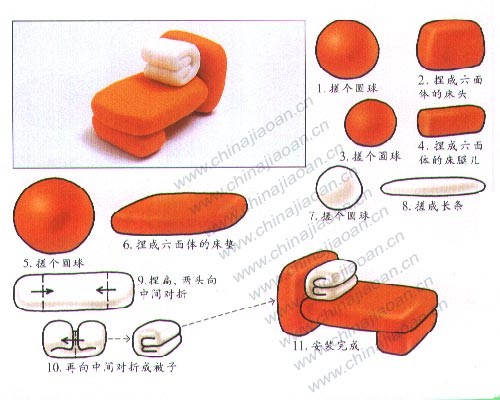 1.搓个圆球
2.捏成六面
体的床头
3.搓个圆球
4.捏成六面
体的床腿儿
5.搓个圆球
6.捏成六面体的床垫
7.搓个圆球
8.搓成长条
9.捏扁、两头向
中间对折
10.再向中间对折成被子
11.安装完成
www.chinajiaoan.cn
www.chinajiaoan.cn
www.chinajiaoan.cn
www.chinajiaoan.cn
www.chinajiaoan.cn